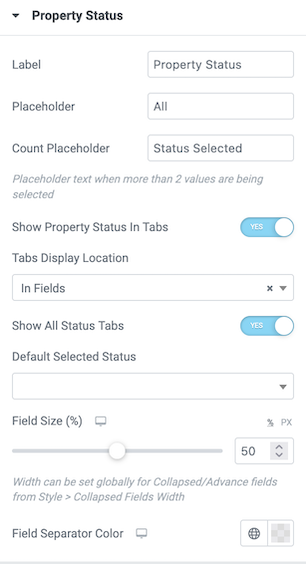 Property Status
Label
Property Status
Placeholder
All
Count Placeholder
Status Selected
Placeholder text when more than 2 values are being
selected
Show Property Status In Tabs
YES
Tabs Display Location
In Fields
Show All Status Tabs
YES
Default Selected Status
Field Size (%)
% PX
50
Width can be set globally for Collapsed/Advance fields
from Style > Collapsed Fields Width
Field Separator Color